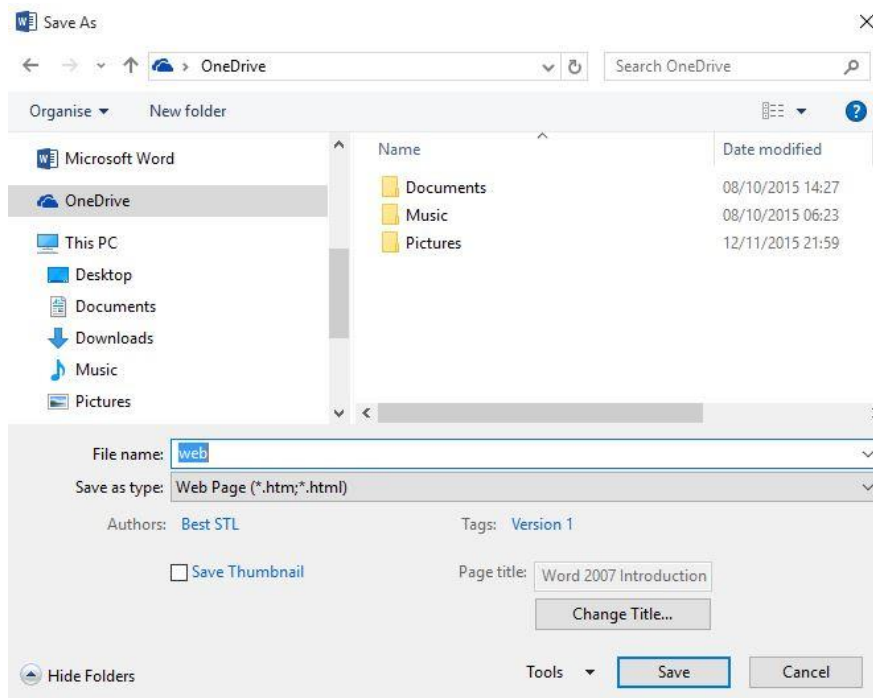 Save As
OneDrive
Search OneDrive
Organise
New folder
Microsoft Word
OneDrive
This PC
Desktop
Documents
Downloads
Music
Pictures
Name
Date modified
Documents 08/10/2015 14:27
Music 08/10/2015 06:23
Pictures 12/11/2015 21:59
File name: web
Save as type: Web Page (*.htm;*.html)
Authors: Best STL Tags: Version 1
Save Thumbnail Page title: Word 2007 Introduction
Change Title...
Hide Folders Tools Save Cancel